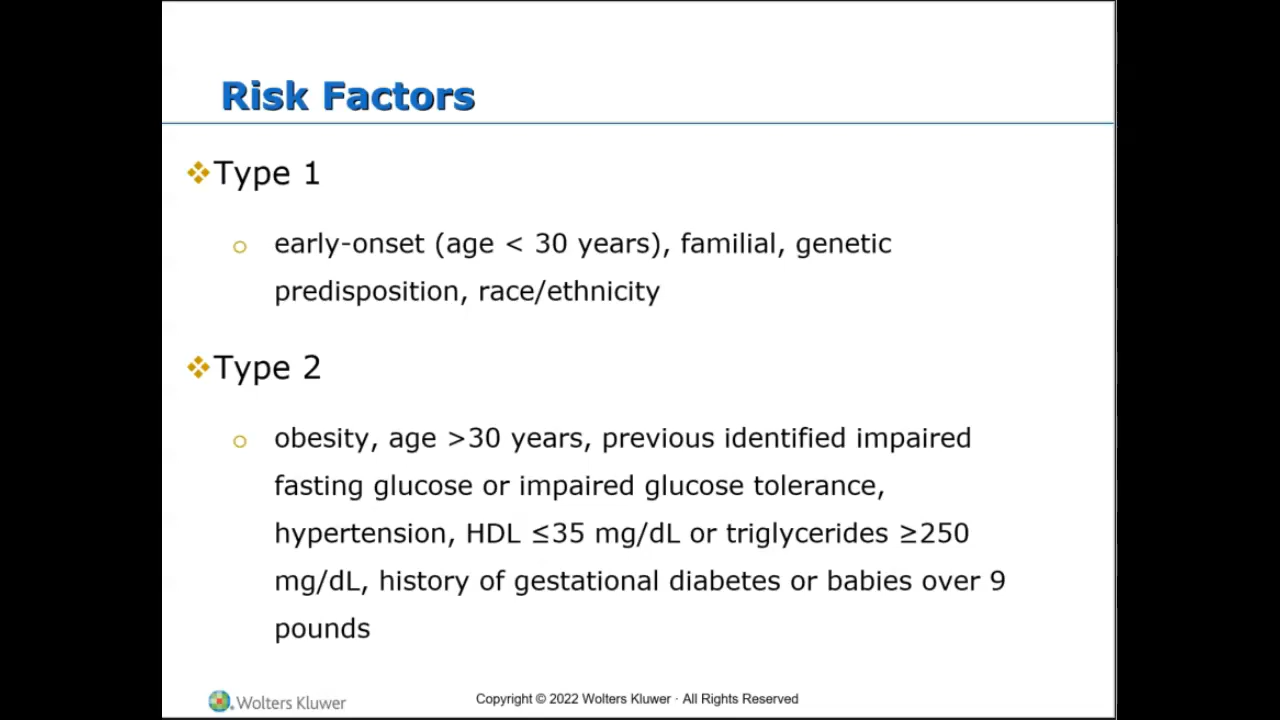 Risk Factors
Type 1
early-onset (age < 30 years), familial, genetic
predisposition, race/ethnicity
Type 2
obesity, age >30 years, previous identified impaired
fasting glucose or impaired glucose tolerance,
hypertension, HDL ≤35 mg/dL or triglycerides ≥250
mg/dL, history of gestational diabetes or babies over 9
pounds
Wolters Kluwer
Copyright © 2022 Wolters Kluwer · All Rights Reserved